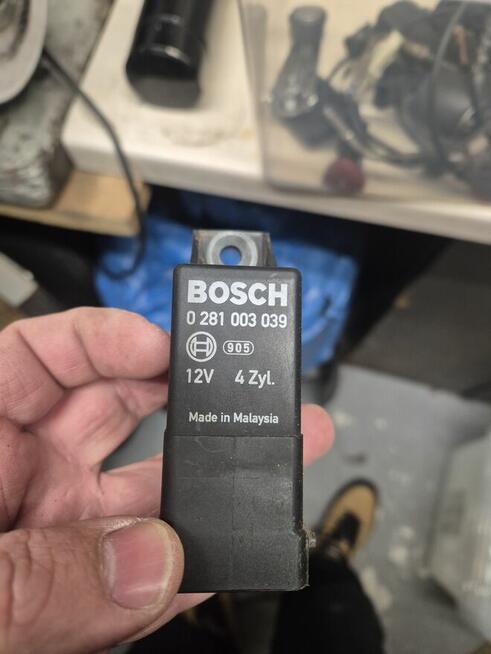 BOSCH
0 281 003 039
905
12V 4 Zyl.
Made in Malaysia